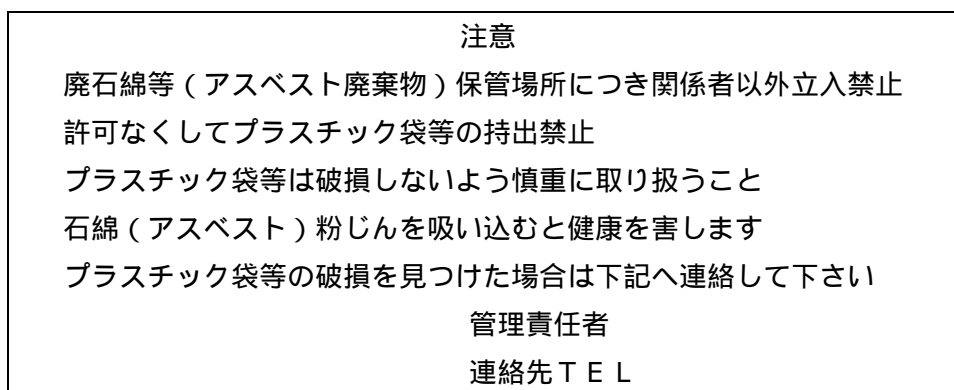 注意
廃石綿等(アスベスト廃棄物)保管場所につき関係者以外立入禁止
許可なくしてプラスチック袋等の持出禁止
プラスチック袋等は破損しないよう慎重に取り扱うこと
石綿(アスベスト)粉じんを吸い込むと健康を害します
プラスチック袋等の破損を見つけた場合は下記へ連絡して下さい
管理責任者
連絡先TEL